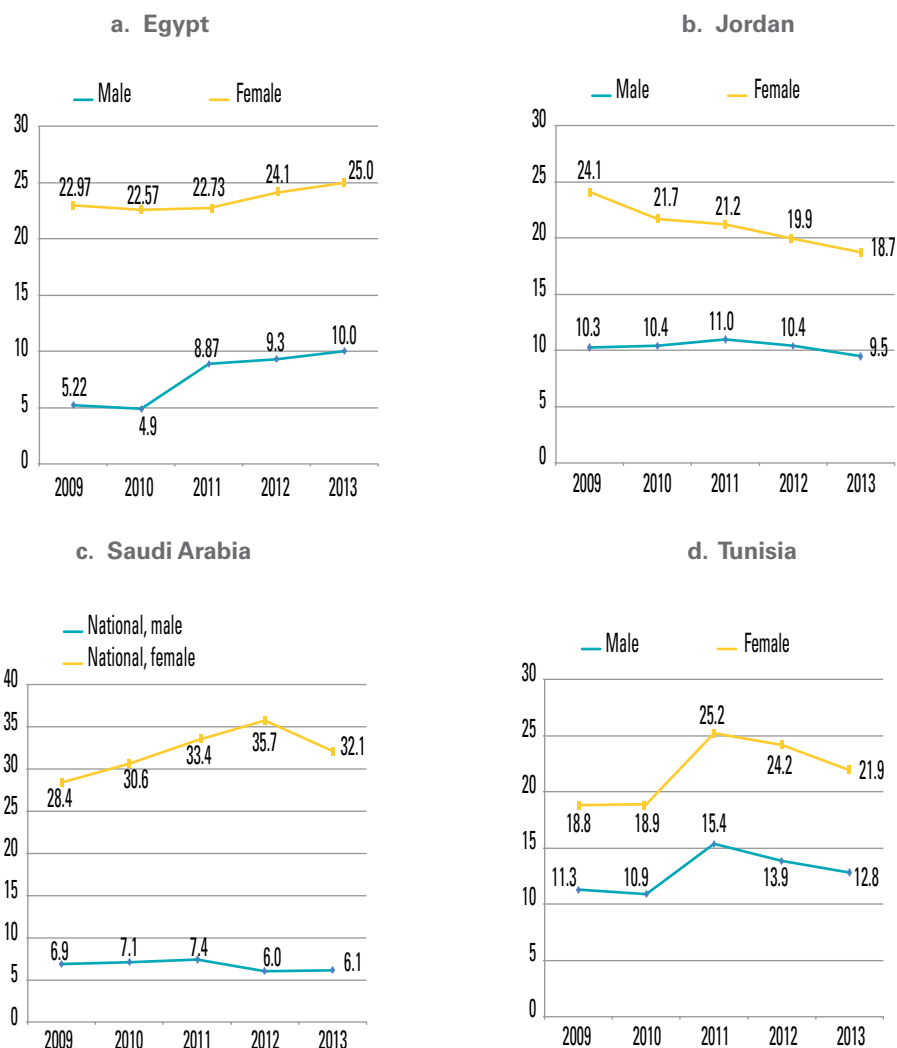 a. Egypt
Male Female
30
25
20
15
10
5
0
22.97 22.57 22.73 24.1 25.0
5.22 4.9 8.87 9.3 10.0
2009 2010 2011 2012 2013
b. Jordan
Male Female
30
25
20
15
10
5
0
24.1 21.7 21.2 19.9 18.7
10.3 10.4 11.0 10.4 9.5
2009 2010 2011 2012 2013
c. Saudi Arabia
National, male
National, female
40
35
30
25
20
15
10
5
0
28.4 30.6 33.4 35.7 32.1
6.9 7.1 7.4 6.0 6.1
2009 2010 2011 2012 2013
d. Tunisia
Male Female
30
25
20
15
10
5
0
18.8 18.9 25.2 24.2 21.9
11.3 10.9 15.4 13.9 12.8
2009 2010 2011 2012 2013